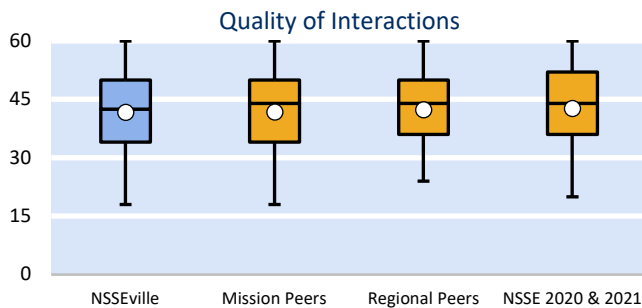 Quality of Interactions
60
45
30
15
0
NSSEville
Mission Peers
Regional Peers
NSSE 2020 & 2021